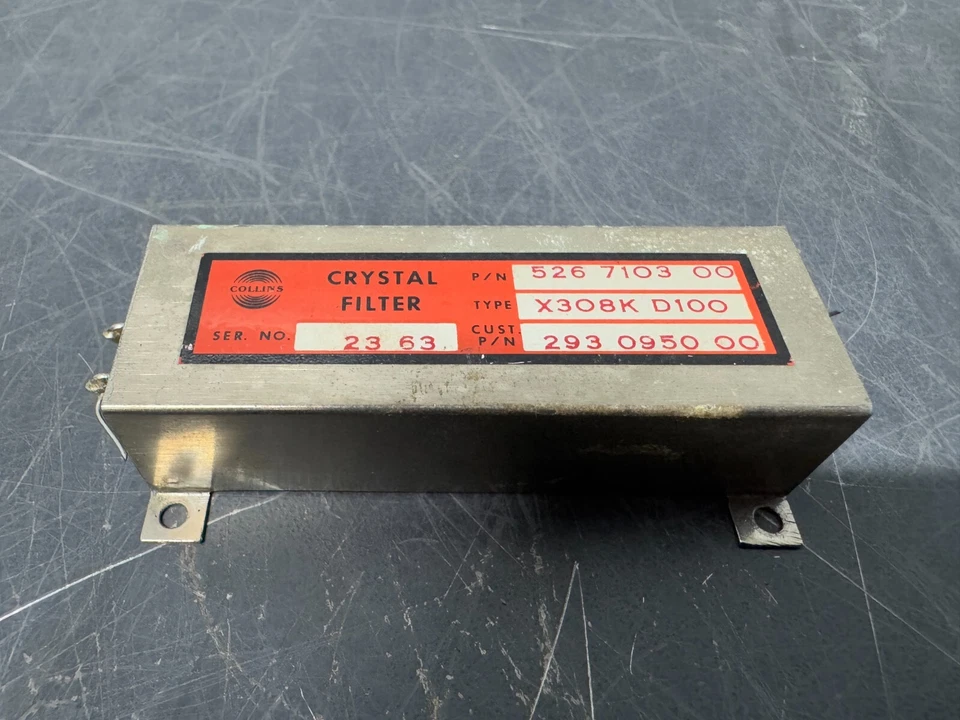 COLLINS
CRYSTAL
FILTER
SER. NO. 23 63
P/N 526 7103 00
TYPE X308K D100
CUST.
P/N 293 0950 00